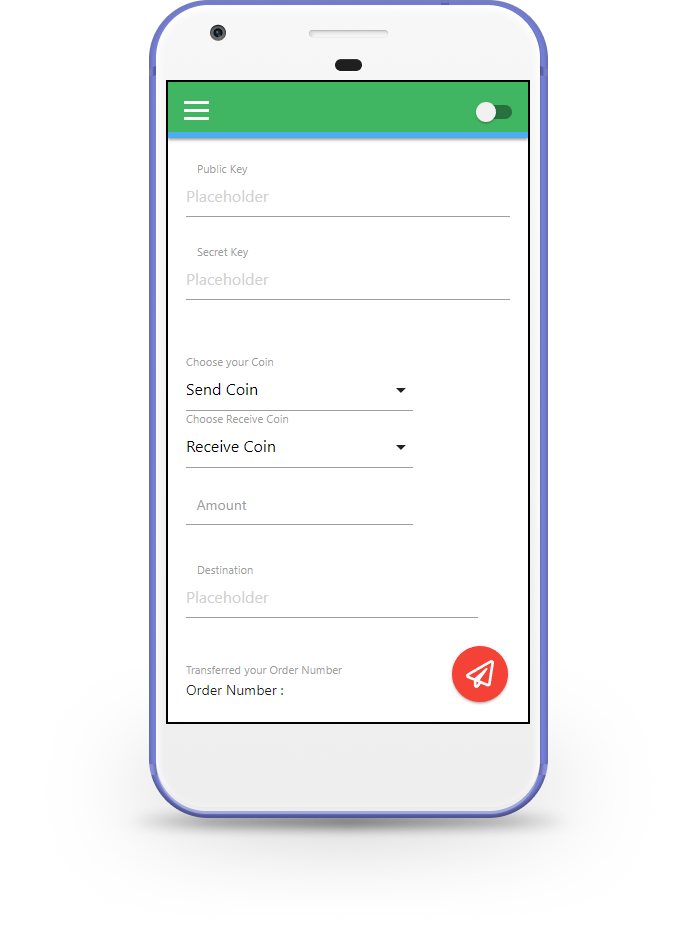 Public Key
Placeholder
Secret Key
Placeholder
Choose your Coin
Send Coin
Choose Receive Coin
Receive Coin
Amount
Destination
Placeholder
Transferred your Order Number
Order Number :